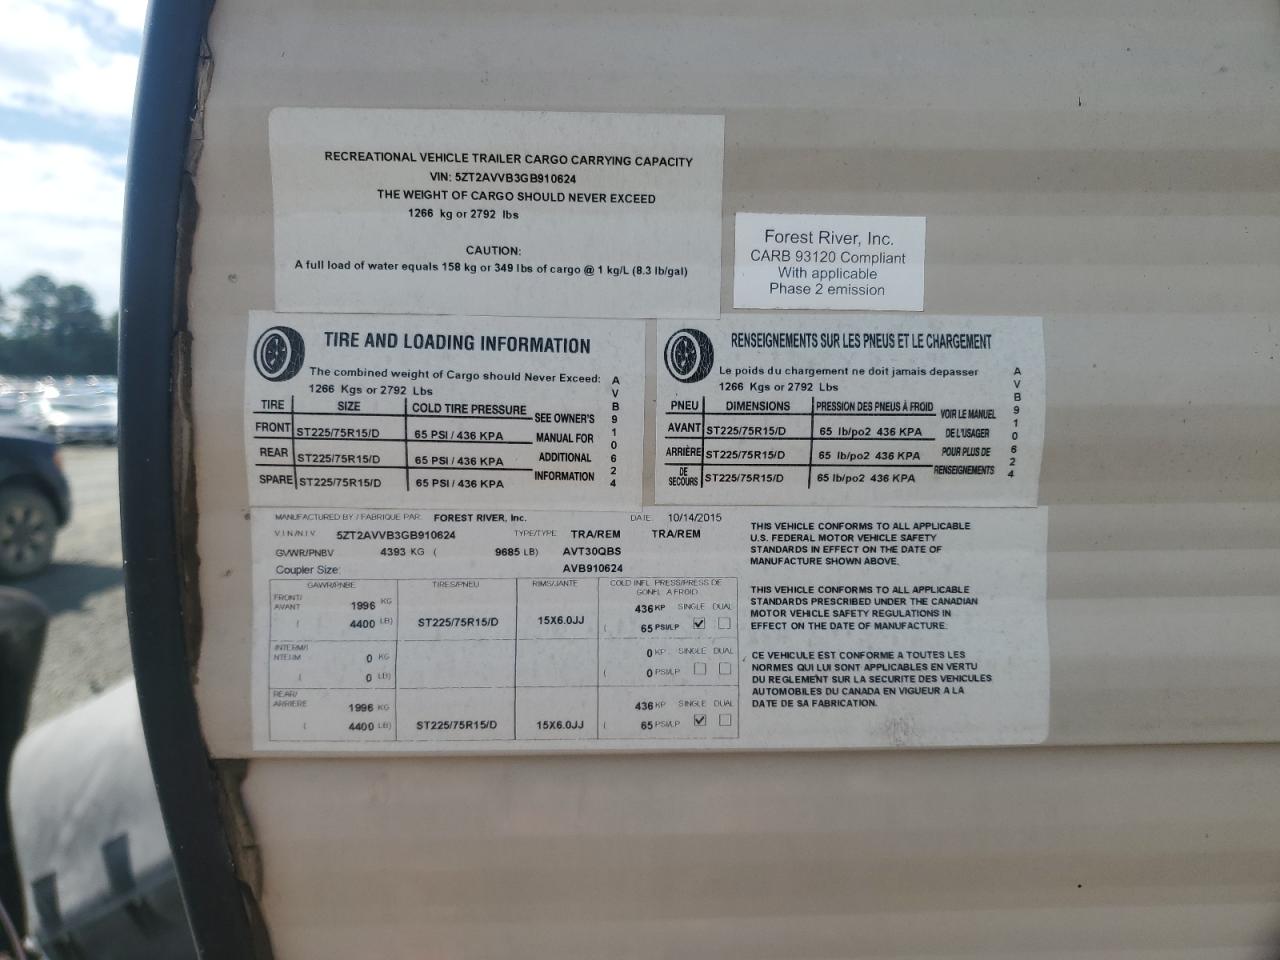 RECREATIONAL VEHICLE TRAILER CARGO CARRYING CAPACITY
VIN: 5ZT2AVVB3GB910624
THE WEIGHT OF CARGO SHOULD NEVER EXCEED
1266 kg or 2792 lbs
CAUTION:
A full load of water equals 158 kg or 349 lbs of cargo @ 1 kg/L (8.3 lb/gal)
Forest River, Inc.
CARB 93120 Compliant
With applicable
Phase 2 emission
TIRE AND LOADING INFORMATION
The combined weight of Cargo should Never Exceed:
1266 Kgs or 2792 Lbs
TIRE SIZE COLD TIRE PRESSURE
FRONT ST225/75R15/D 65 PSI / 436 KPA
REAR ST225/75R15/D 65 PSI / 436 KPA
SPARE ST225/75R15/D 65 PSI / 436 KPA
SEE OWNER'S
MANUAL FOR
ADDITIONAL
INFORMATION
AVB910624
RENSEIGNEMENTS SUR LES PNEUS ET LE CHARGEMENT
Le poids du chargement ne doit jamais depasser
1266 Kgs or 2792 Lbs
PNEU DIMENSIONS PRESSION DES PNEUS À FROID
AVANT ST225/75R15/D 65 lb/po2 436 KPA
ARRIÈRE ST225/75R15/D 65 lb/po2 436 KPA
DE SECOURS ST225/75R15/D 65 lb/po2 436 KPA
VOIR LE MANUEL
DE L'USAGER
POUR PLUS DE
RENSEIGNEMENTS
AVB910624
MANUFACTURED BY / FABRIQUE PAR: FOREST RIVER, Inc. DATE: 10/14/2015
V.I.N/N.I.V 5ZT2AVVB3GB910624 TYPE/TYPE TRA/REM TRA/REM
GVWR/PNBV 4393 KG ( 9685 LB) AVT30QBS
Coupler Size: AVB910624
GAWR/PNBE TIRES/PNEU RIMS/JANTE COLD INFL. PRESS/PRESS DE GONFL. A FROID
FRONT/ AVANT 1996 KG 436 KP SINGLE DUAL
( 4400 LB) ST225/75R15/D 15X6.0JJ ( 65 PSI/LP
INTERM/ INTERM 0 KG 0 KP SINGLE DUAL
( 0 LB) ( 0 PSI/LP
REAR/ ARRIERE 1996 KG 436 KP SINGLE DUAL
( 4400 LB) ST225/75R15/D 15X6.0JJ ( 65 PSI/LP
THIS VEHICLE CONFORMS TO ALL APPLICABLE
U.S. FEDERAL MOTOR VEHICLE SAFETY
STANDARDS IN EFFECT ON THE DATE OF
MANUFACTURE SHOWN ABOVE.
THIS VEHICLE CONFORMS TO ALL APPLICABLE
STANDARDS PRESCRIBED UNDER THE CANADIAN
MOTOR VEHICLE SAFETY REGULATIONS IN
EFFECT ON THE DATE OF MANUFACTURE.
CE VEHICULE EST CONFORME A TOUTES LES
NORMES QUI LUI SONT APPLICABLES EN VERTU
DU REGLEMENT SUR LA SECURITE DES VEHICULES
AUTOMOBILES DU CANADA EN VIGUEUR A LA
DATE DE SA FABRICATION.